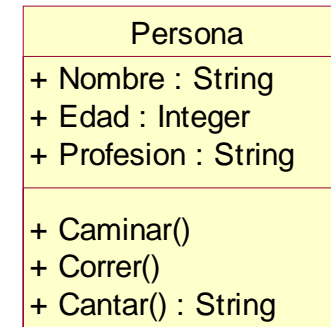 Persona
+ Nombre : String
+ Edad : Integer
+ Profesion : String
+ Caminar()
+ Correr()
+ Cantar() : String